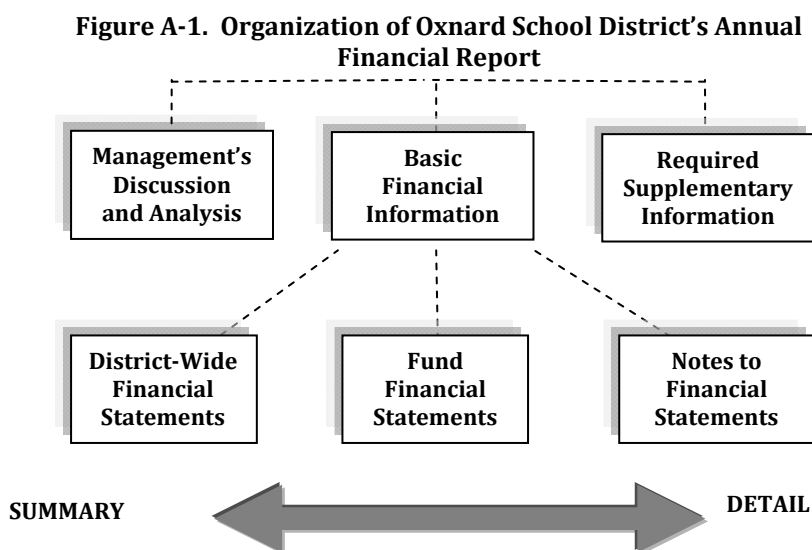 Figure A-1.  Organization of Oxnard School District’s Annual
Financial Report
Management’s
Discussion
and Analysis
Basic
Financial
Information
Required
Supplementary
Information
District-Wide
Financial
Statements
Fund
Financial
Statements
Notes to
Financial
Statements
SUMMARY
DETAIL